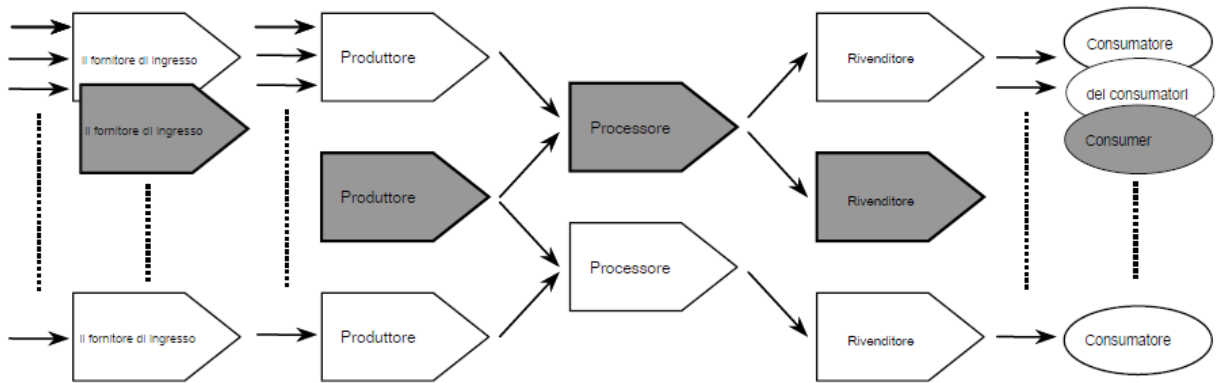 Il fornitore di ingresso
Produttore
Rivenditore
Consumatore
Il fornitore di ingresso
Processore
dei consumatori
Consumer
Produttore
Rivenditore
Processore
Il fornitore di ingresso
Produttore
Rivenditore
Consumatore